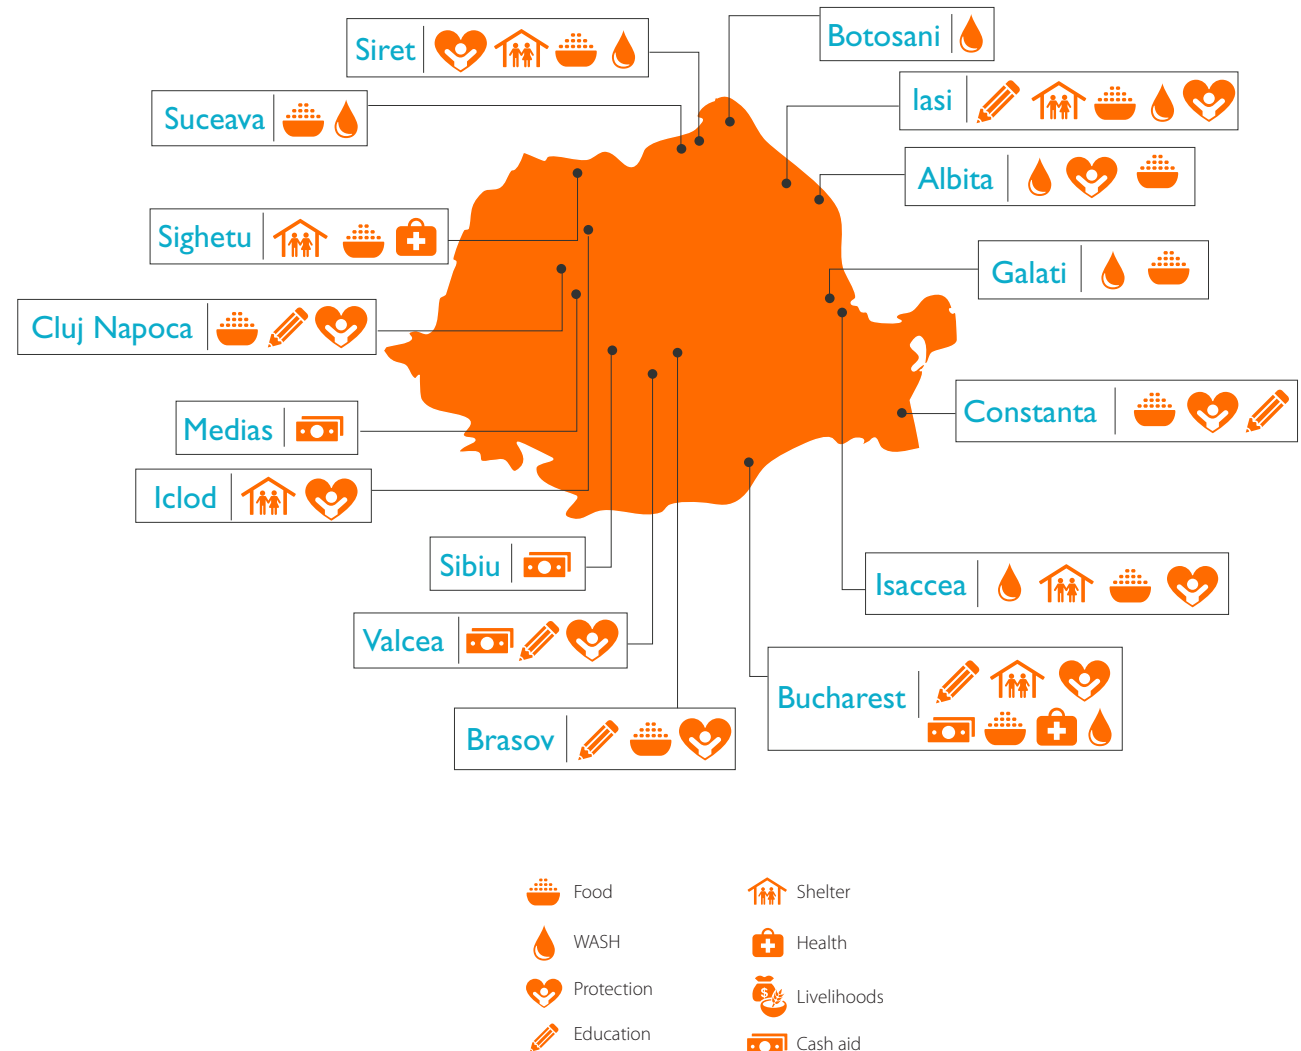 Siret
Botosani
Suceava
Iasi
Albita
Sighetu
Galati
Cluj Napoca
Constanta
Medias
Iclod
Sibiu
Isaccea
Valcea
Bucharest
Brasov
Food
Shelter
WASH
Health
Protection
Livelihoods
Education
Cash aid
$